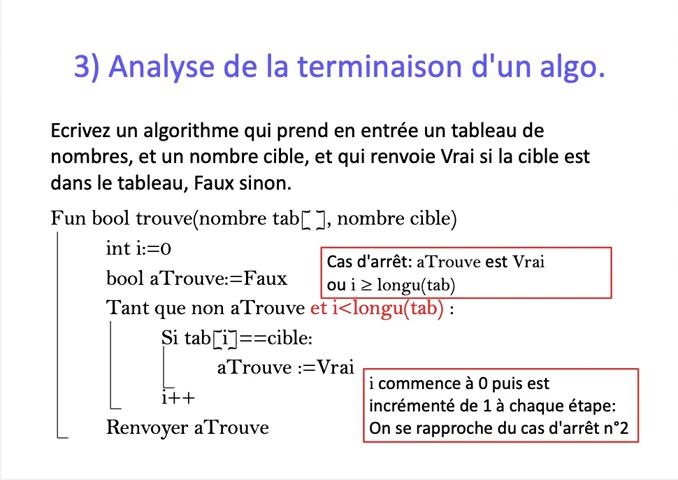 3) Analyse de la terminaison d'un algo.
Ecrivez un algorithme qui prend en entrée un tableau de
nombres, et un nombre cible, et qui renvoie Vrai si la cible est
dans le tableau, Faux sinon.
Fun bool trouve(nombre tab[ ], nombre cible)
int i:=0
bool aTrouve:=Faux
Cas d'arrêt: aTrouve est Vrai
ou i ≥ longu(tab)
Tant que non aTrouve et i<longu(tab) :
Si tab[i]==cible:
aTrouve :=Vrai
i++
i commence à 0 puis est
incrémenté de 1 à chaque étape:
On se rapproche du cas d'arrêt n°2
Renvoyer aTrouve